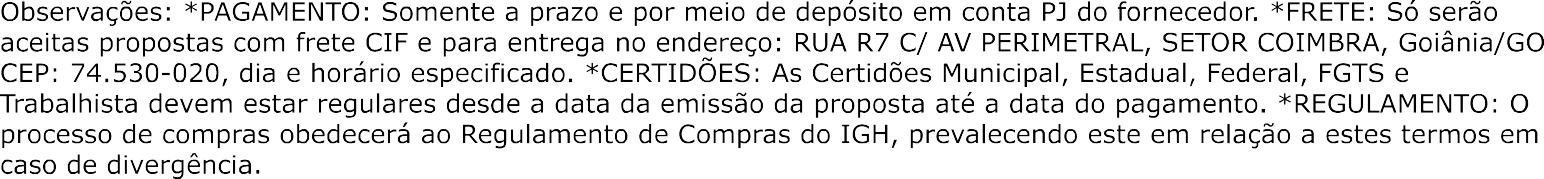 Observações: *PAGAMENTO: Somente a prazo e por meio de depósito em conta PJ do fornecedor. *FRETE: Só serão
aceitas propostas com frete CIF e para entrega no endereço: RUA R7 C/ AV PERIMETRAL, SETOR COIMBRA, Goiânia/GO
CEP: 74.530-020, dia e horário especificado. *CERTIDÕES: As Certidões Municipal, Estadual, Federal, FGTS e
Trabalhista devem estar regulares desde a data da emissão da proposta até a data do pagamento. *REGULAMENTO: O
processo de compras obedecerá ao Regulamento de Compras do IGH, prevalecendo este em relação a estes termos em
caso de divergência.